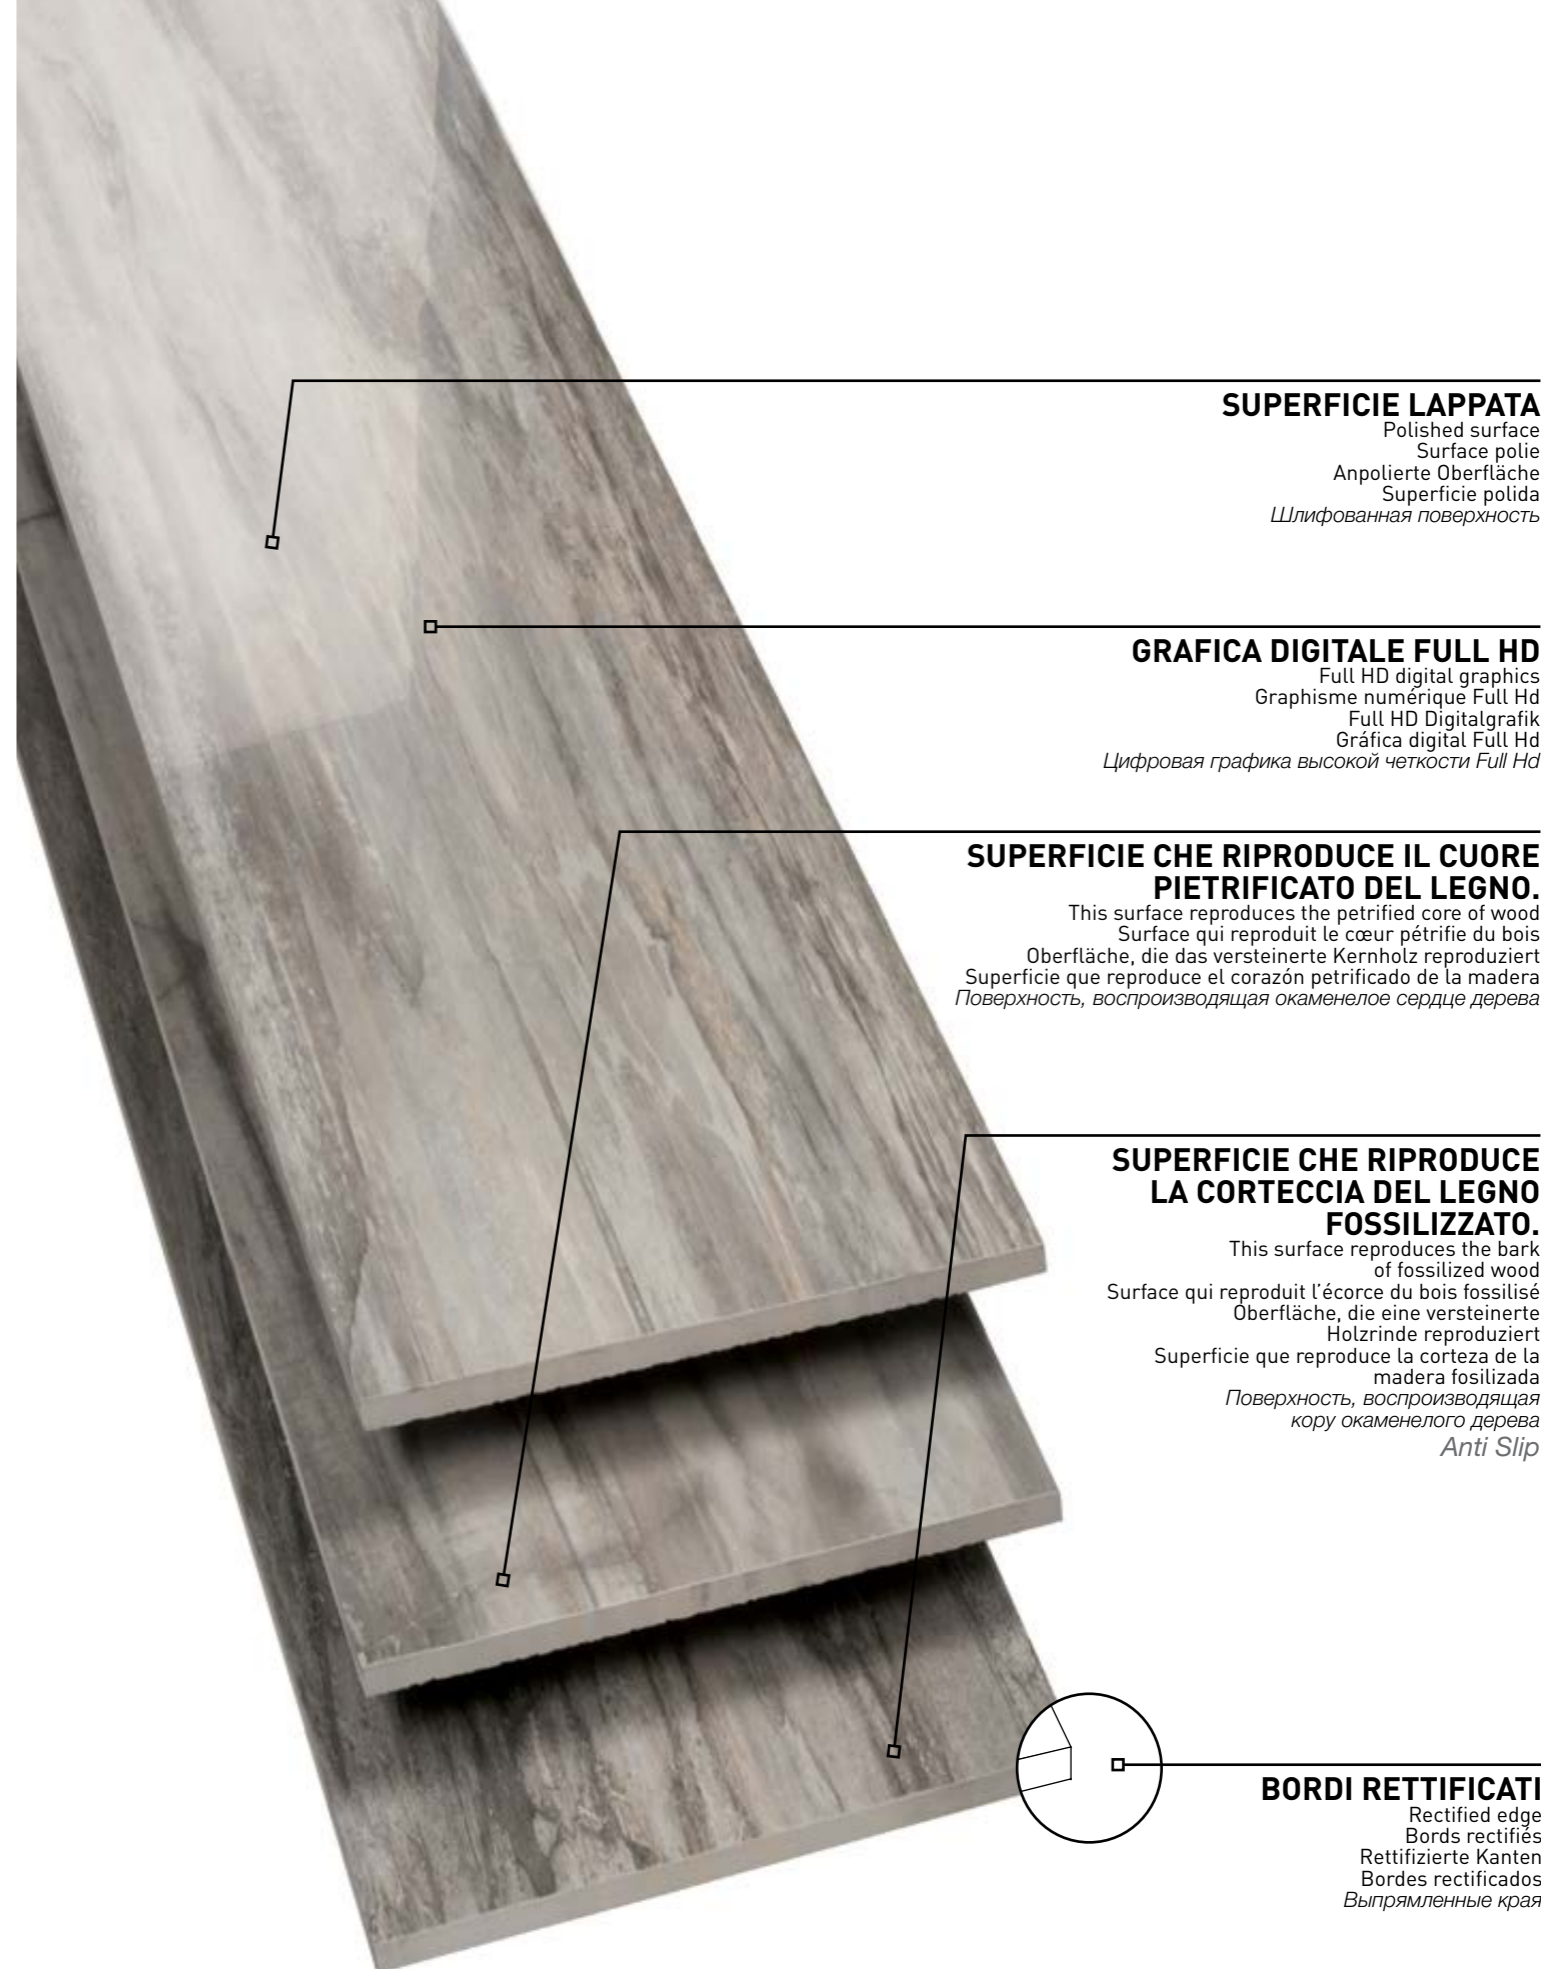 SUPERFICIE LAPPATA
Polished surface
Surface polie
Anpolierte Oberfläche
Superficie polida
Шлифованная поверхность
GRAFICA DIGITALE FULL HD
Full HD digital graphics
Graphisme numérique Full Hd
Full HD Digitalgrafik
Gráfica digital Full Hd
Цифровая графика высокой четкости Full Hd
SUPERFICIE CHE RIPRODUCE IL CUORE
PIETRIFICATO DEL LEGNO.
This surface reproduces the petrified core of wood
Surface qui reproduit le cœur pétrifie du bois
Oberfläche, die das versteinerte Kernholz reproduziert
Superficie que reproduce el corazón petrificado de la madera
Поверхность, воспроизводящая окаменелое сердце дерева
SUPERFICIE CHE RIPRODUCE
LA CORTECCIA DEL LEGNO
FOSSILIZZATO.
This surface reproduces the bark
of fossilized wood
Surface qui reproduit l'écorce du bois fossilisé
Oberfläche, die eine versteinerte
Holzrinde reproduziert
Superficie que reproduce la corteza de la
madera fosilizada
Поверхность, воспроизводящая
кору окаменелого дерева
Anti Slip
BORDI RETTIFICATI
Rectified edge
Bords rectifiés
Rettifizierte Kanten
Bordes rectificados
Выпрямленные края